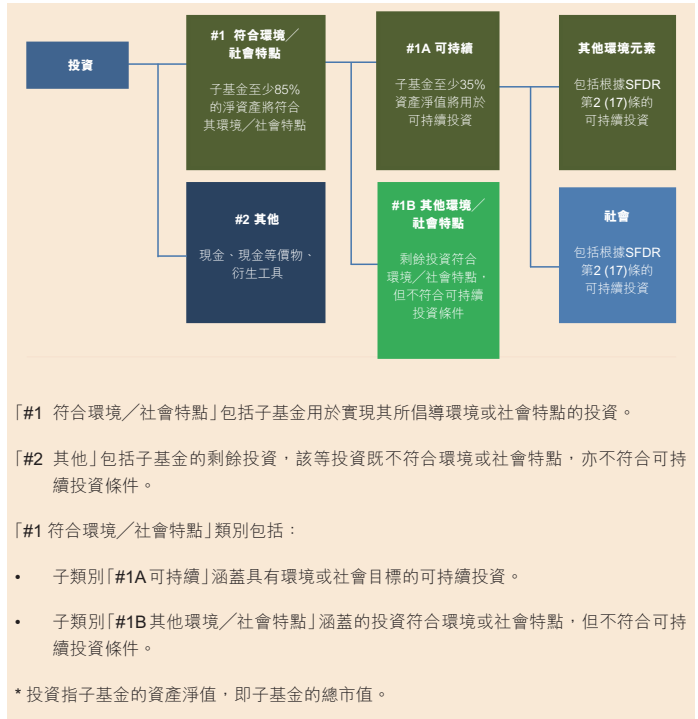 投資
#1 符合環境／
社會特點
子基金至少85%
的淨資產將符合
其環境／社會特點
#1A 可持續
子基金至少35%
資產淨值將用於
可持續投資
其他環境元素
包括根據SFDR
第2 (17)條的
可持續投資
#2 其他
現金、現金等價物、
衍生工具
#1B 其他環境／
社會特點
剩餘投資符合
環境／社會特點，
但不符合可持續
投資條件
社會
包括根據SFDR
第2 (17)條的
可持續投資
「#1 符合環境／社會特點」包括子基金用於實現其所倡導環境或社會特點的投資。
「#2 其他」包括子基金的剩餘投資，該等投資既不符合環境或社會特點，亦不符合可持
續投資條件。
「#1 符合環境／社會特點」類別包括：
• 子類別「#1A可持續」涵蓋具有環境或社會目標的可持續投資。
• 子類別「#1B其他環境／社會特點」涵蓋的投資符合環境或社會特點，但不符合可持
續投資條件。
* 投資指子基金的資產淨值，即子基金的總市值。